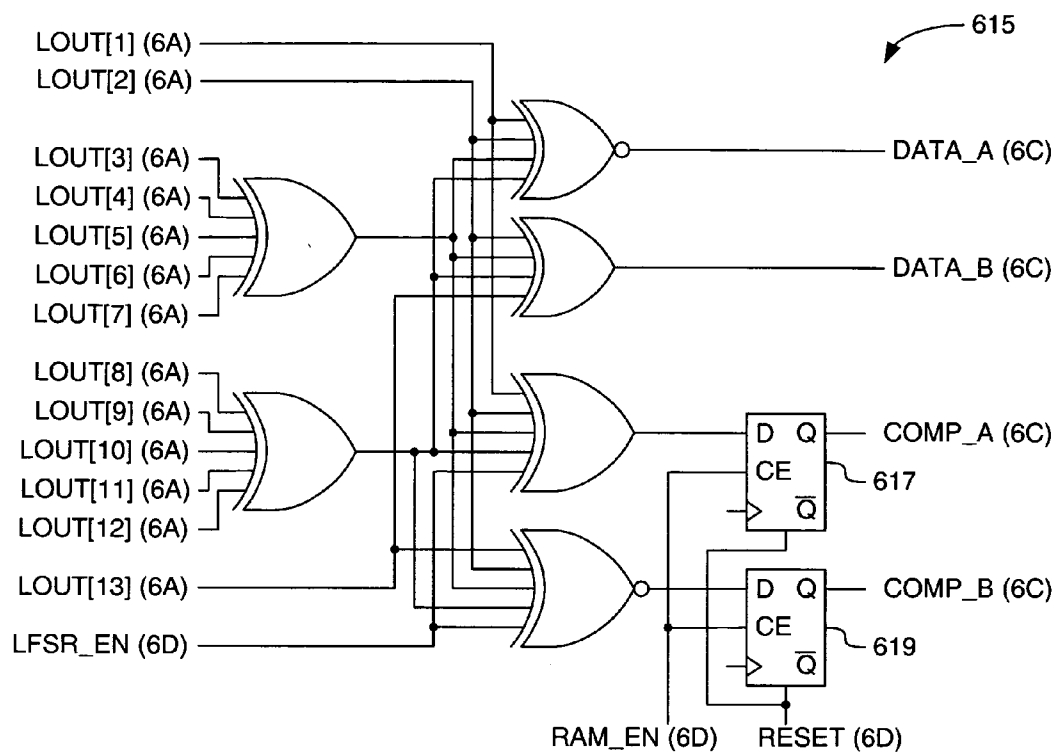 615
LOUT[1] (6A)
LOUT[2] (6A)
LOUT[3] (6A)
LOUT[4] (6A)
LOUT[5] (6A)
LOUT[6] (6A)
LOUT[7] (6A)
LOUT[8] (6A)
LOUT[9] (6A)
LOUT[10] (6A)
LOUT[11] (6A)
LOUT[12] (6A)
LOUT[13] (6A)
LFSR_EN (6D)
DATA_A (6C)
DATA_B (6C)
D Q
CE
Q̅
COMP_A (6C)
617
D Q
CE
Q̅
COMP_B (6C)
619
RAM_EN (6D)
RESET (6D)